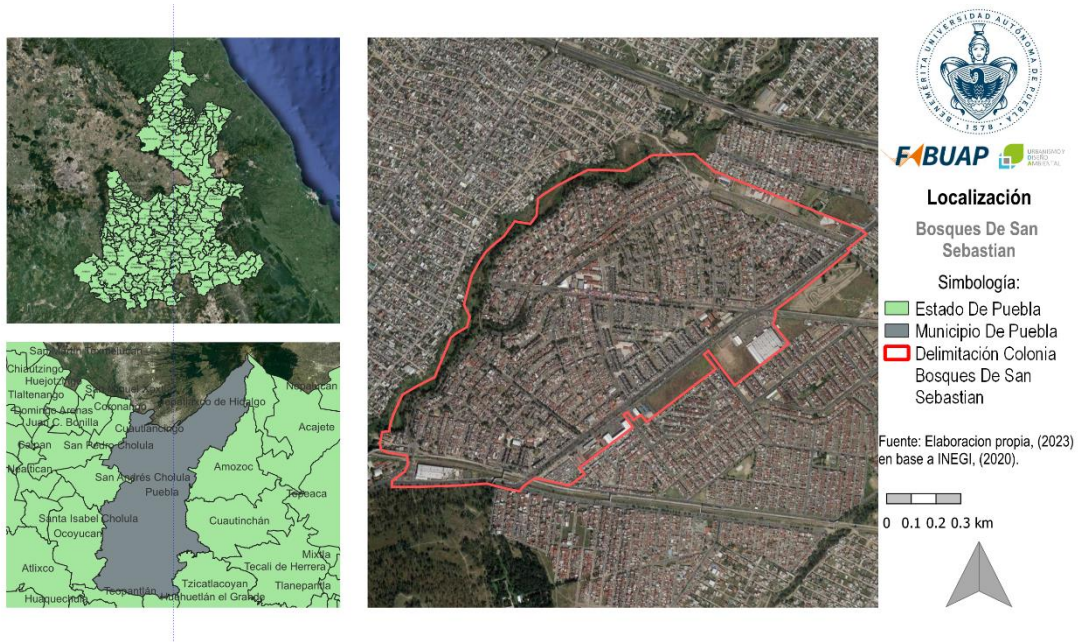 BENEMÉRITA UNIVERSIDAD AUTÓNOMA DE PUEBLA
1578
FABUAP
URBANISMO Y
DISEÑO
AMBIENTAL
Localización
Bosques De San
Sebastian
Simbología:
Estado De Puebla
Municipio De Puebla
Delimitación Colonia
Bosques De San
Sebastian
Fuente: Elaboracion propia, (2023)
en base a INEGI, (2020).
0 0.1 0.2 0.3 km
Chiautzingo
Huejotzingo
Tlaltenango
Domingo Arenas
Juan C. Bonilla
Coronango
Cuautlancingo
de Hidalgo
Nopalucan
Acajete
Calpan
San Pedro Cholula
Nealtican
San Andrés Cholula
Puebla
Amozoc
Tepeaca
Santa Isabel Cholula
Ocoyucan
Cuautinchán
Atlixco
Mixtla
Tecali de Herrera
Teopantlán
Tzicatlacoyan
Tlanepantla
Huaquechula
Huehuetlán el Grande